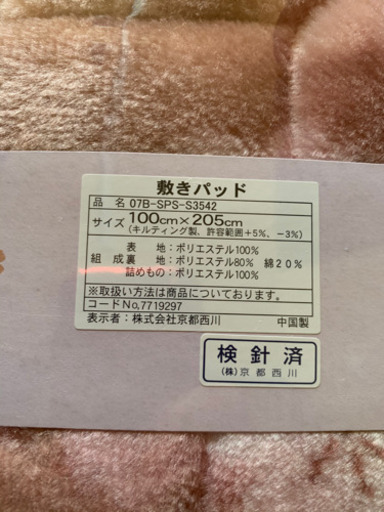 敷きパッド
品 名 07B-SPS-S3542
サイズ 100cm×205cm
(キルティング製、許容範囲+5%、−3%)
表 地：ポリエステル100%
組 成 裏 地：ポリエステル80% 綿20%
詰めもの：ポリエステル100%
※取扱い方法は商品についております。
コードNo,7719297
表示者：株式会社京都西川 中国製
検針済
(株)京都西川